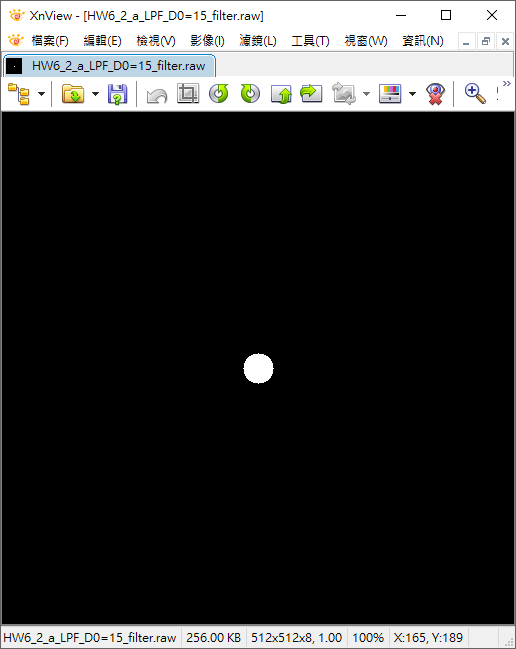 XnView - [HW6_2_a_LPF_D0=15_filter.raw]
檔案(F) 編輯(E) 檢視(V) 影像(I) 濾鏡(L) 工具(T) 視窗(W) 資訊(N)
HW6_2_a_LPF_D0=15_filter.raw
HW6_2_a_LPF_D0=15_filter.raw 256.00 KB 512x512x8, 1.00 100% X:165, Y:189